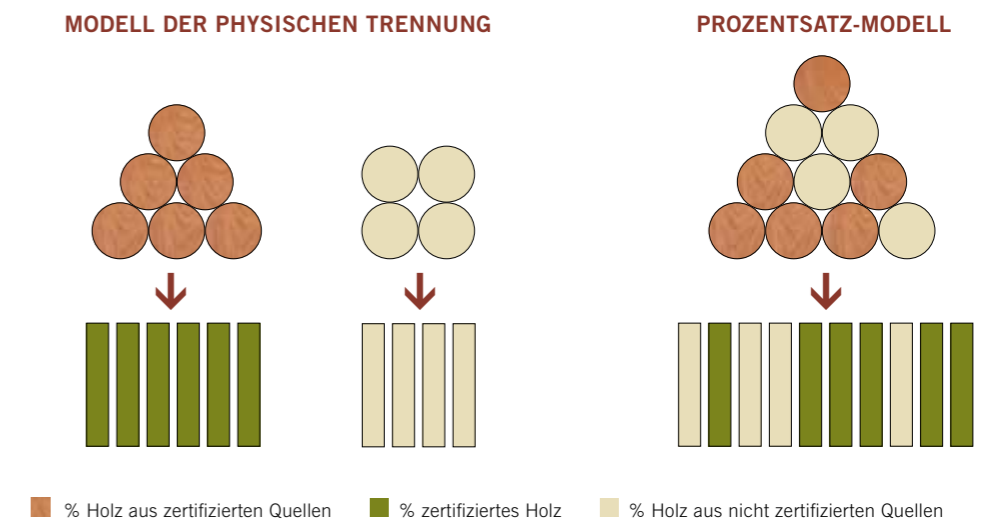 MODELL DER PHYSISCHEN TRENNUNG
PROZENTSATZ-MODELL
% Holz aus zertifizierten Quellen
% zertifiziertes Holz
% Holz aus nicht zertifizierten Quellen